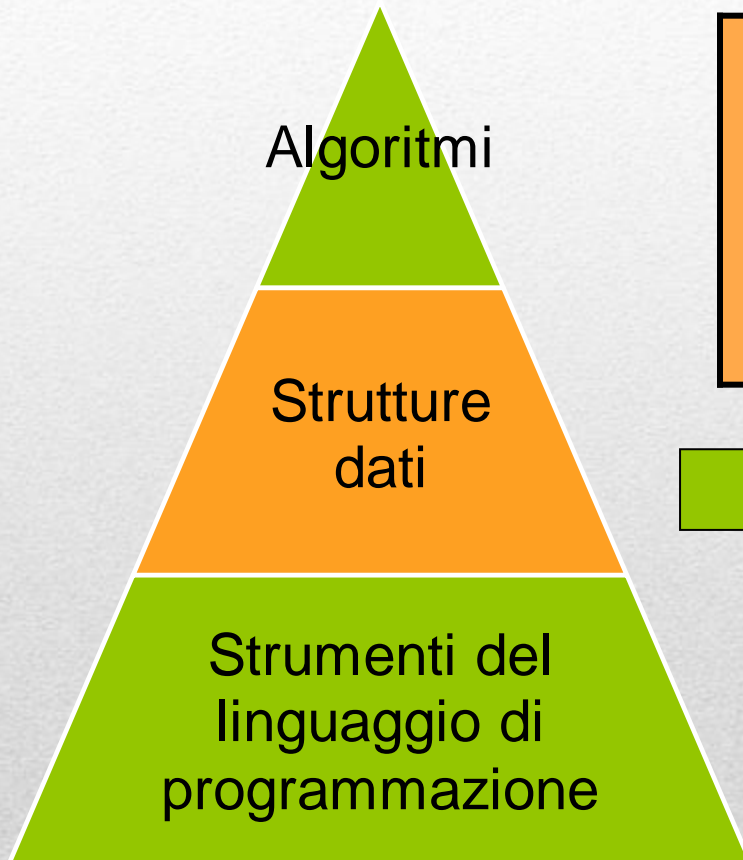 Algoritmi
Strutture
dati
Strumenti del
linguaggio di
programmazione